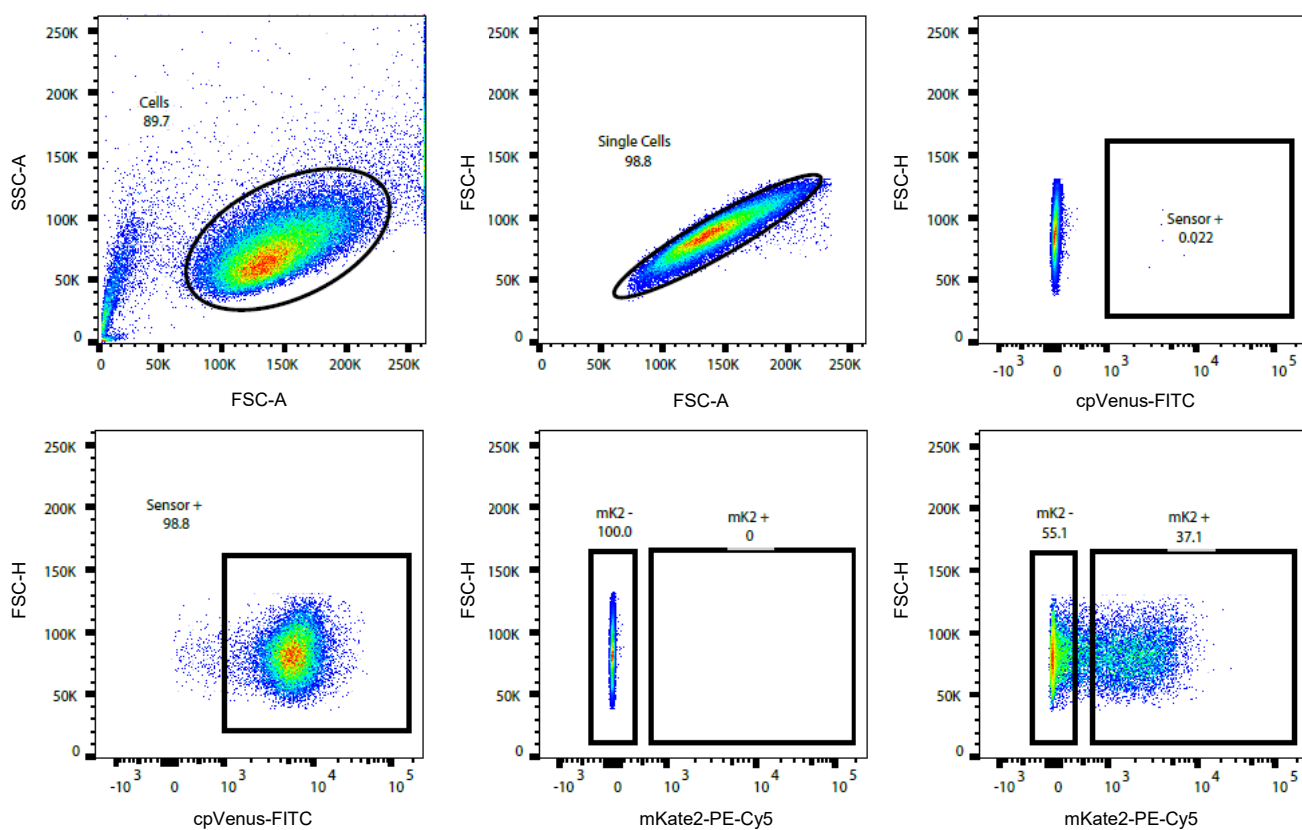 250K
200K
150K
100K
50K
0
SSC-A
Cells
89.7
0 50K 100K 150K 200K 250K
FSC-A
250K
200K
150K
100K
50K
0
FSC-H
Single Cells
98.8
0 50K 100K 150K 200K 250K
FSC-A
250K
200K
150K
100K
50K
0
FSC-H
Sensor +
0.022
-10 3 0 10 3 10 4 10 5
cpVenus-FITC
250K
200K
150K
100K
50K
0
FSC-H
Sensor +
98.8
-10 3 0 10 3 10 4 10 5
cpVenus-FITC
250K
200K
150K
100K
50K
0
FSC-H
mK2 -
100.0
mK2 +
0
-10 3 0 10 3 10 4 10 5
mKate2-PE-Cy5
250K
200K
150K
100K
50K
0
FSC-H
mK2 -
55.1
mK2 +
37.1
-10 3 0 10 3 10 4 10 5
mKate2-PE-Cy5